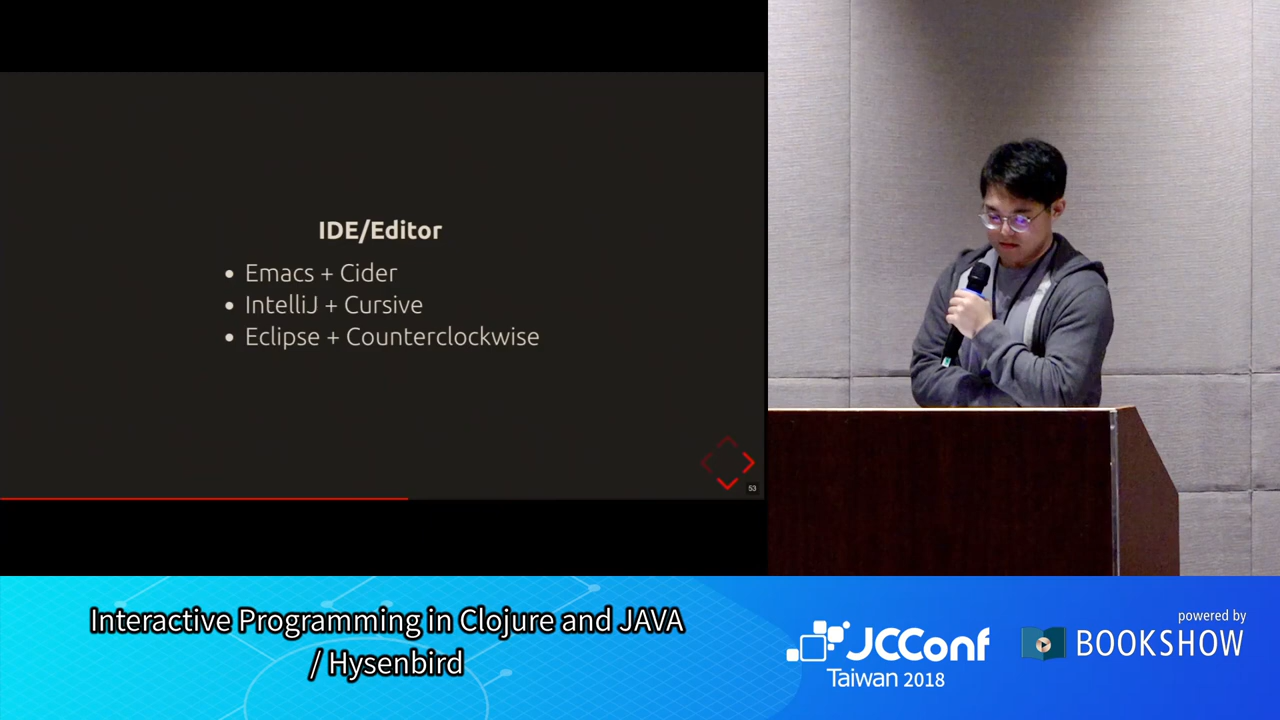 IDE/Editor
Emacs + Cider
IntelliJ + Cursive
Eclipse + Counterclockwise
53
Interactive Programming in Clojure and JAVA
/ Hysenbird
JCConf
Taiwan 2018
powered by
BOOKSHOW